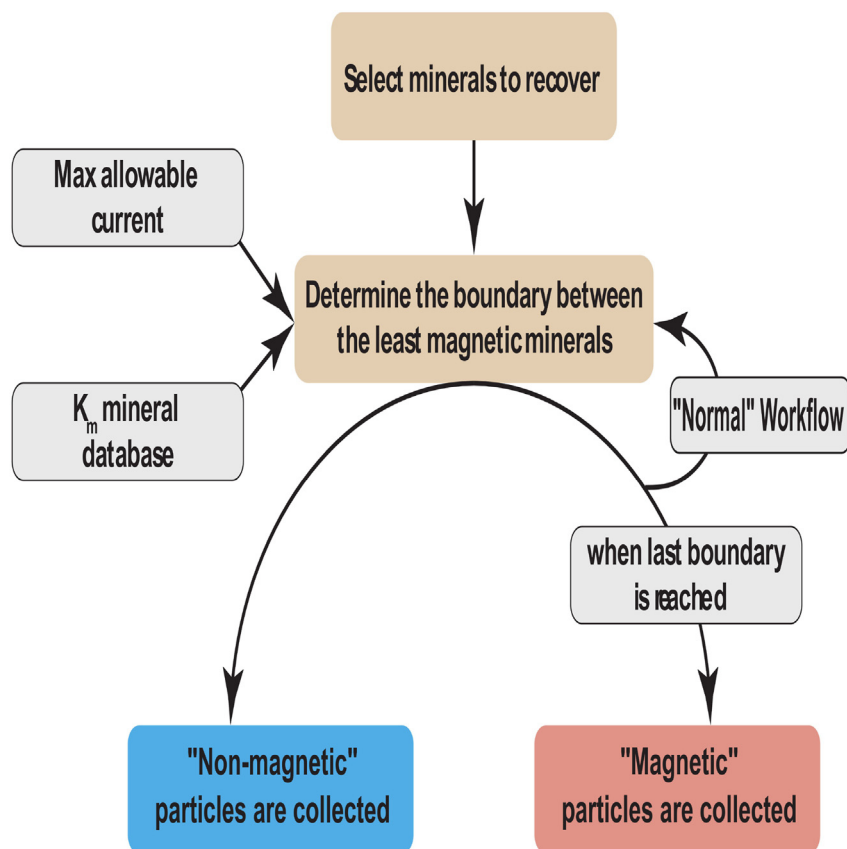 Select minerals to recover
Max allowable
current
Determine the boundary between
the least magnetic minerals
Km mineral
database
"Normal" Workflow
when last boundary
is reached
"Non-magnetic"
particles are collected
"Magnetic"
particles are collected